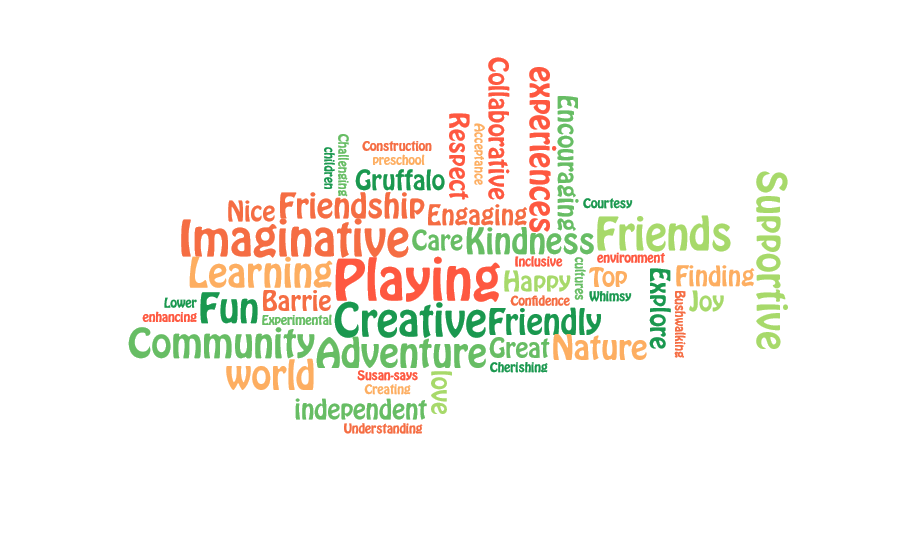 Collaborative
experiences
Encouraging
Respect
Acceptance
Challenging
children
Construction
preschool
Gruffalo
Supportive
Courtesy
Nice
Friendship
Engaging
Imaginative
Care
Kindness
Friends
Learning
Playing
Inclusive
environment
cultures
Happy
Top
Finding
Explore
Whimsy
Joy
Bushwalking
Lower
enhancing
Fun
Barrie
Confidence
Experimental
Creative
Friendly
Community
Adventure
Great
Nature
Cherishing
world
Susan-says
Creating
love
independent
Understanding